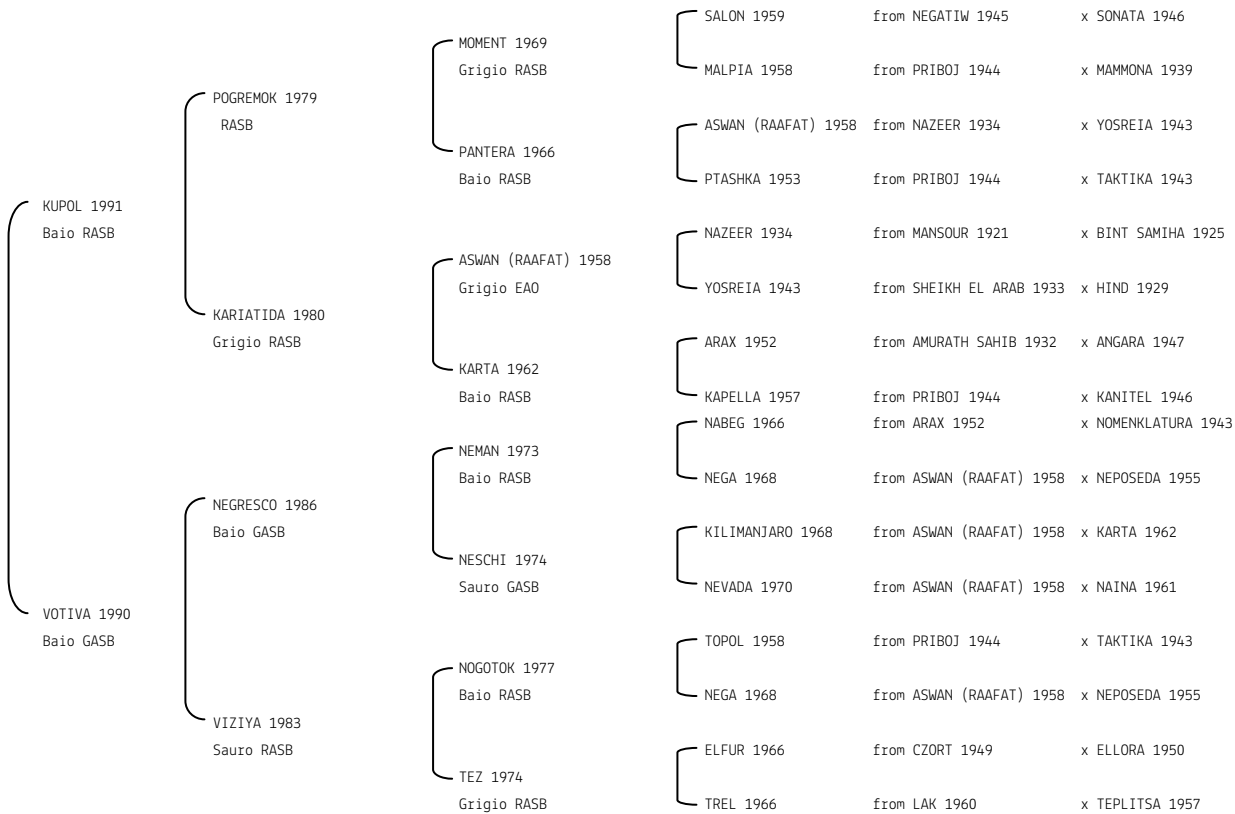 SALON 1959 from NEGATIW 1945 x SONATA 1946
MOMENT 1969
Grigio RASB MALPIA 1958 from PRIBOJ 1944 x MAMMONA 1939
POGREMOK 1979
RASB ASWAN (RAAFAT) 1958 from NAZEER 1934 x YOSREIA 1943
PANTERA 1966
Baio RASB PTASHKA 1953 from PRIBOJ 1944 x TAKTIKA 1943
KUPOL 1991
Baio RASB NAZEER 1934 from MANSOUR 1921 x BINT SAMIHA 1925
ASWAN (RAAFAT) 1958
Grigio EAO YOSREIA 1943 from SHEIKH EL ARAB 1933 x HIND 1929
KARIATIDA 1980
Grigio RASB ARAX 1952 from AMURATH SAHIB 1932 x ANGARA 1947
KARTA 1962
Baio RASB KAPELLA 1957 from PRIBOJ 1944 x KANITEL 1946
NABEG 1966 from ARAX 1952 x NOMENKLATURA 1943
NEMAN 1973
Baio RASB NEGA 1968 from ASWAN (RAAFAT) 1958 x NEPOSEDA 1955
NEGRESCO 1986
Baio GASB KILIMANJARO 1968 from ASWAN (RAAFAT) 1958 x KARTA 1962
NESCHI 1974
Sauro GASB NEVADA 1970 from ASWAN (RAAFAT) 1958 x NAINA 1961
VOTIVA 1990
Baio GASB TOPOL 1958 from PRIBOJ 1944 x TAKTIKA 1943
NOGOTOK 1977
Baio RASB NEGA 1968 from ASWAN (RAAFAT) 1958 x NEPOSEDA 1955
VIZIYA 1983
Sauro RASB ELFUR 1966 from CZORT 1949 x ELLORA 1950
TEZ 1974
Grigio RASB TREL 1966 from LAK 1960 x TEPLITSA 1957